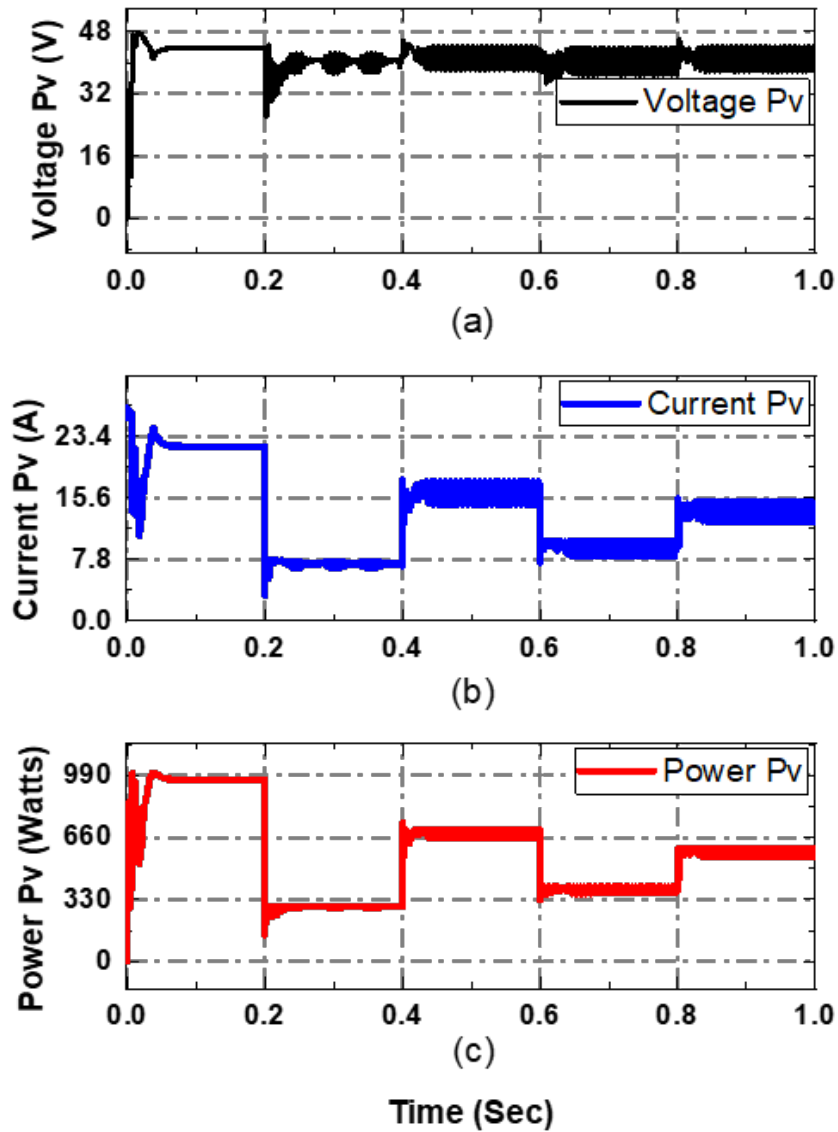 Voltage Pv (V)
48
32
16
0
Voltage Pv
0.0 0.2 0.4 0.6 0.8 1.0
(a)
Current Pv (A)
23.4
15.6
7.8
0.0
Current Pv
0.0 0.2 0.4 0.6 0.8 1.0
(b)
Power Pv (Watts)
990
660
330
0
Power Pv
0.0 0.2 0.4 0.6 0.8 1.0
(c)
Time (Sec)